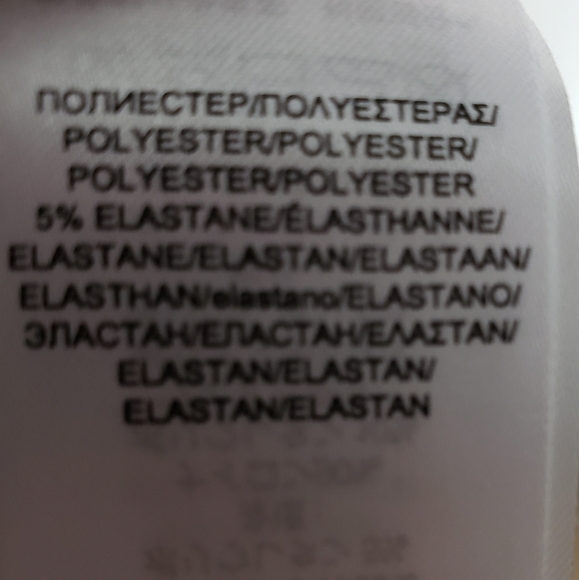 ПОЛИЕСТЕР/ΠΟΛΥΕΣΤΕΡΑΣ/
POLYESTER/POLYESTER/
POLYESTER/POLYESTER
5% ELASTANE/ÉLASTHANNE/
ELASTANE/ELASTAN/ELASTAAN/
ELASTHAN/elastano/ELASTANO/
ЭЛАСТАН/ЕЛАСТАН/ΕΛΑΣΤΑΝ/
ELASTAN/ELASTAN/
ELASTAN/ELASTAN